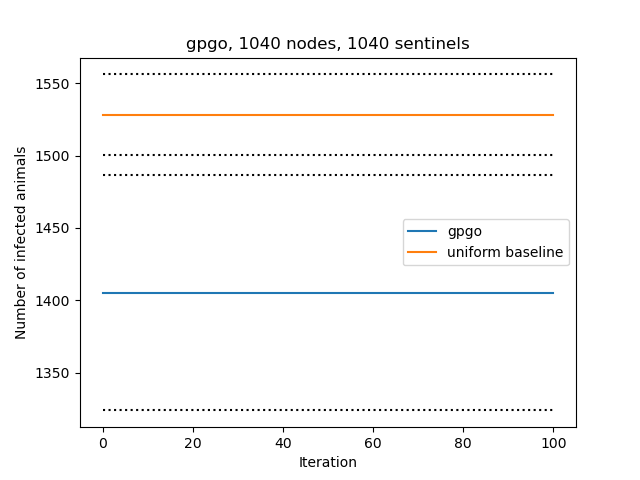 gpgo, 1040 nodes, 1040 sentinels
1550
1500
1450
1400
1350
Number of infected animals
gpgo
uniform baseline
0 20 40 60 80 100
Iteration